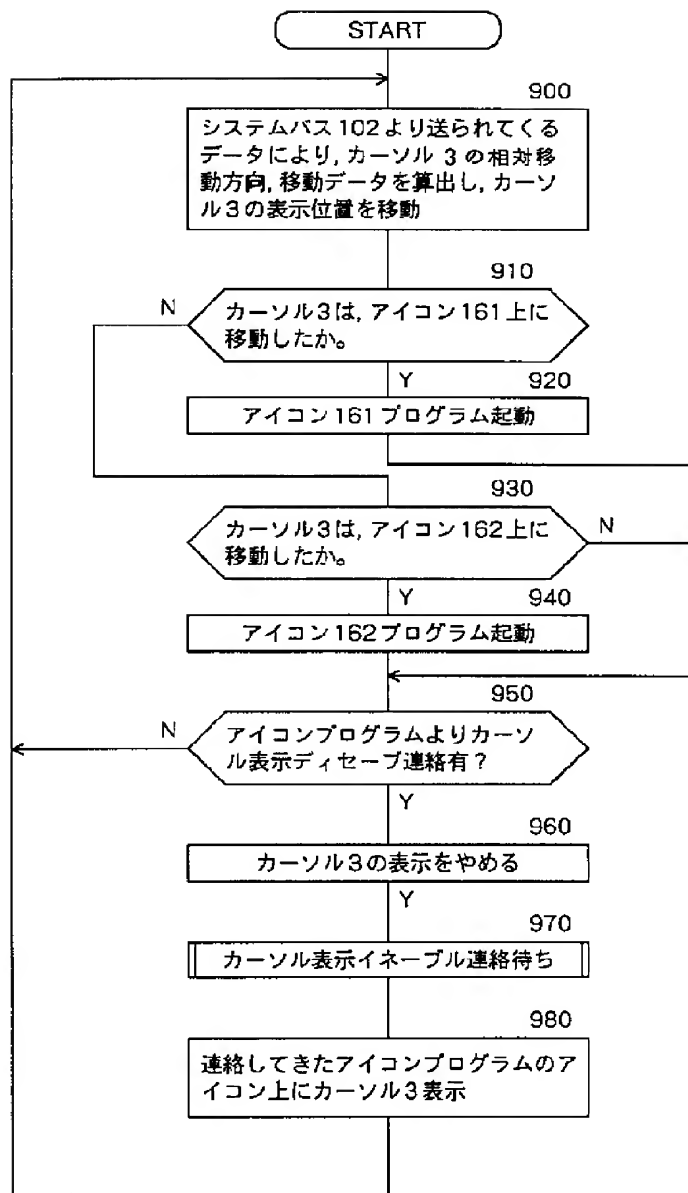 START
900
システムバス102より送られてくる
データにより,カーソル3の相対移
動方向,移動データを算出し,カーソ
ル3の表示位置を移動
910
N
カーソル3は,アイコン161上に
移動したか。
Y
920
アイコン161プログラム起動
930
カーソル3は,アイコン162上に
移動したか。
N
Y
940
アイコン162プログラム起動
950
N
アイコンプログラムよりカーソ
ル表示ディセーブ連絡有?
Y
960
カーソル3の表示をやめる
Y
970
カーソル表示イネーブル連絡待ち
980
連絡してきたアイコンプログラムのア
イコン上にカーソル3表示